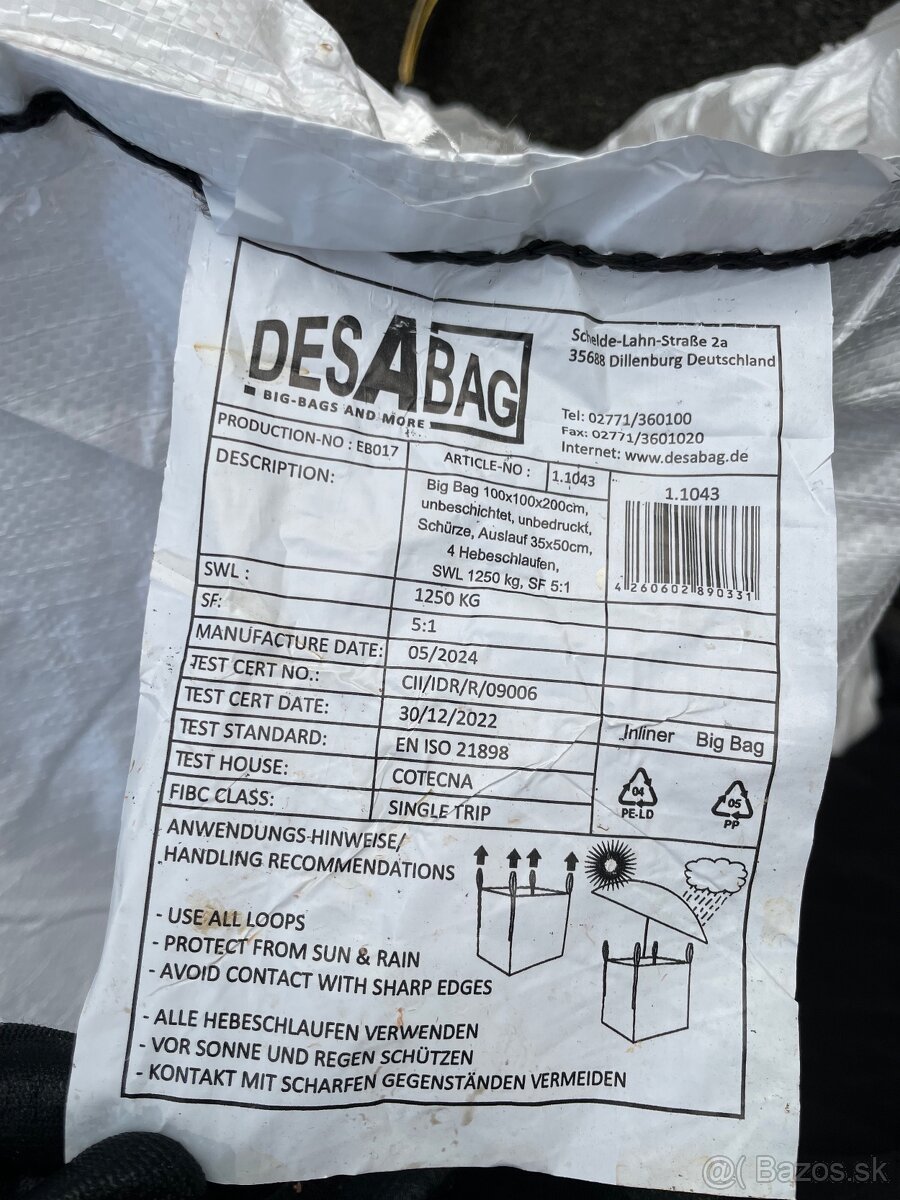 DESABAG
BIG-BAGS AND MORE
Schelde-Lahn-Straße 2a
35688 Dillenburg Deutschland
Tel: 02771/360100
Fax: 02771/3601020
Internet: www.desabag.de
PRODUCTION-NO : EB017
ARTICLE-NO : 1.1043
DESCRIPTION:
Big Bag 100x100x200cm,
unbeschichtet, unbedruckt,
Schürze, Auslauf 35x50cm,
4 Hebeschlaufen,
SWL 1250 kg, SF 5:1
1.1043
4 260602 890331
SWL : 1250 KG
SF: 5:1
MANUFACTURE DATE: 05/2024
TEST CERT NO.: CII/IDR/R/09006
TEST CERT DATE: 30/12/2022
TEST STANDARD: EN ISO 21898
TEST HOUSE: COTECNA
FIBC CLASS: SINGLE TRIP
Inliner Big Bag
04 05
PE-LD PP
ANWENDUNGS-HINWEISE/
HANDLING RECOMMENDATIONS
- USE ALL LOOPS
- PROTECT FROM SUN & RAIN
- AVOID CONTACT WITH SHARP EDGES
- ALLE HEBESCHLAUFEN VERWENDEN
- VOR SONNE UND REGEN SCHÜTZEN
- KONTAKT MIT SCHARFEN GEGENSTÄNDEN VERMEIDEN
@( Bazos.sk